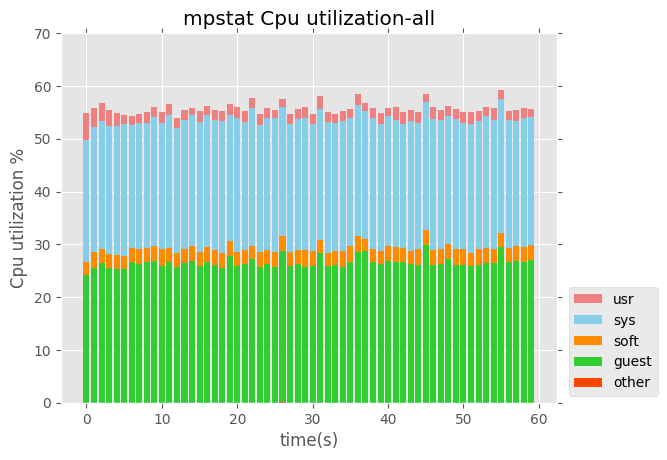 mpstat Cpu utilization-all
Cpu utilization %
70
60
50
40
30
20
10
0
0 10 20 30 40 50 60
time(s)
usr
sys
soft
guest
other